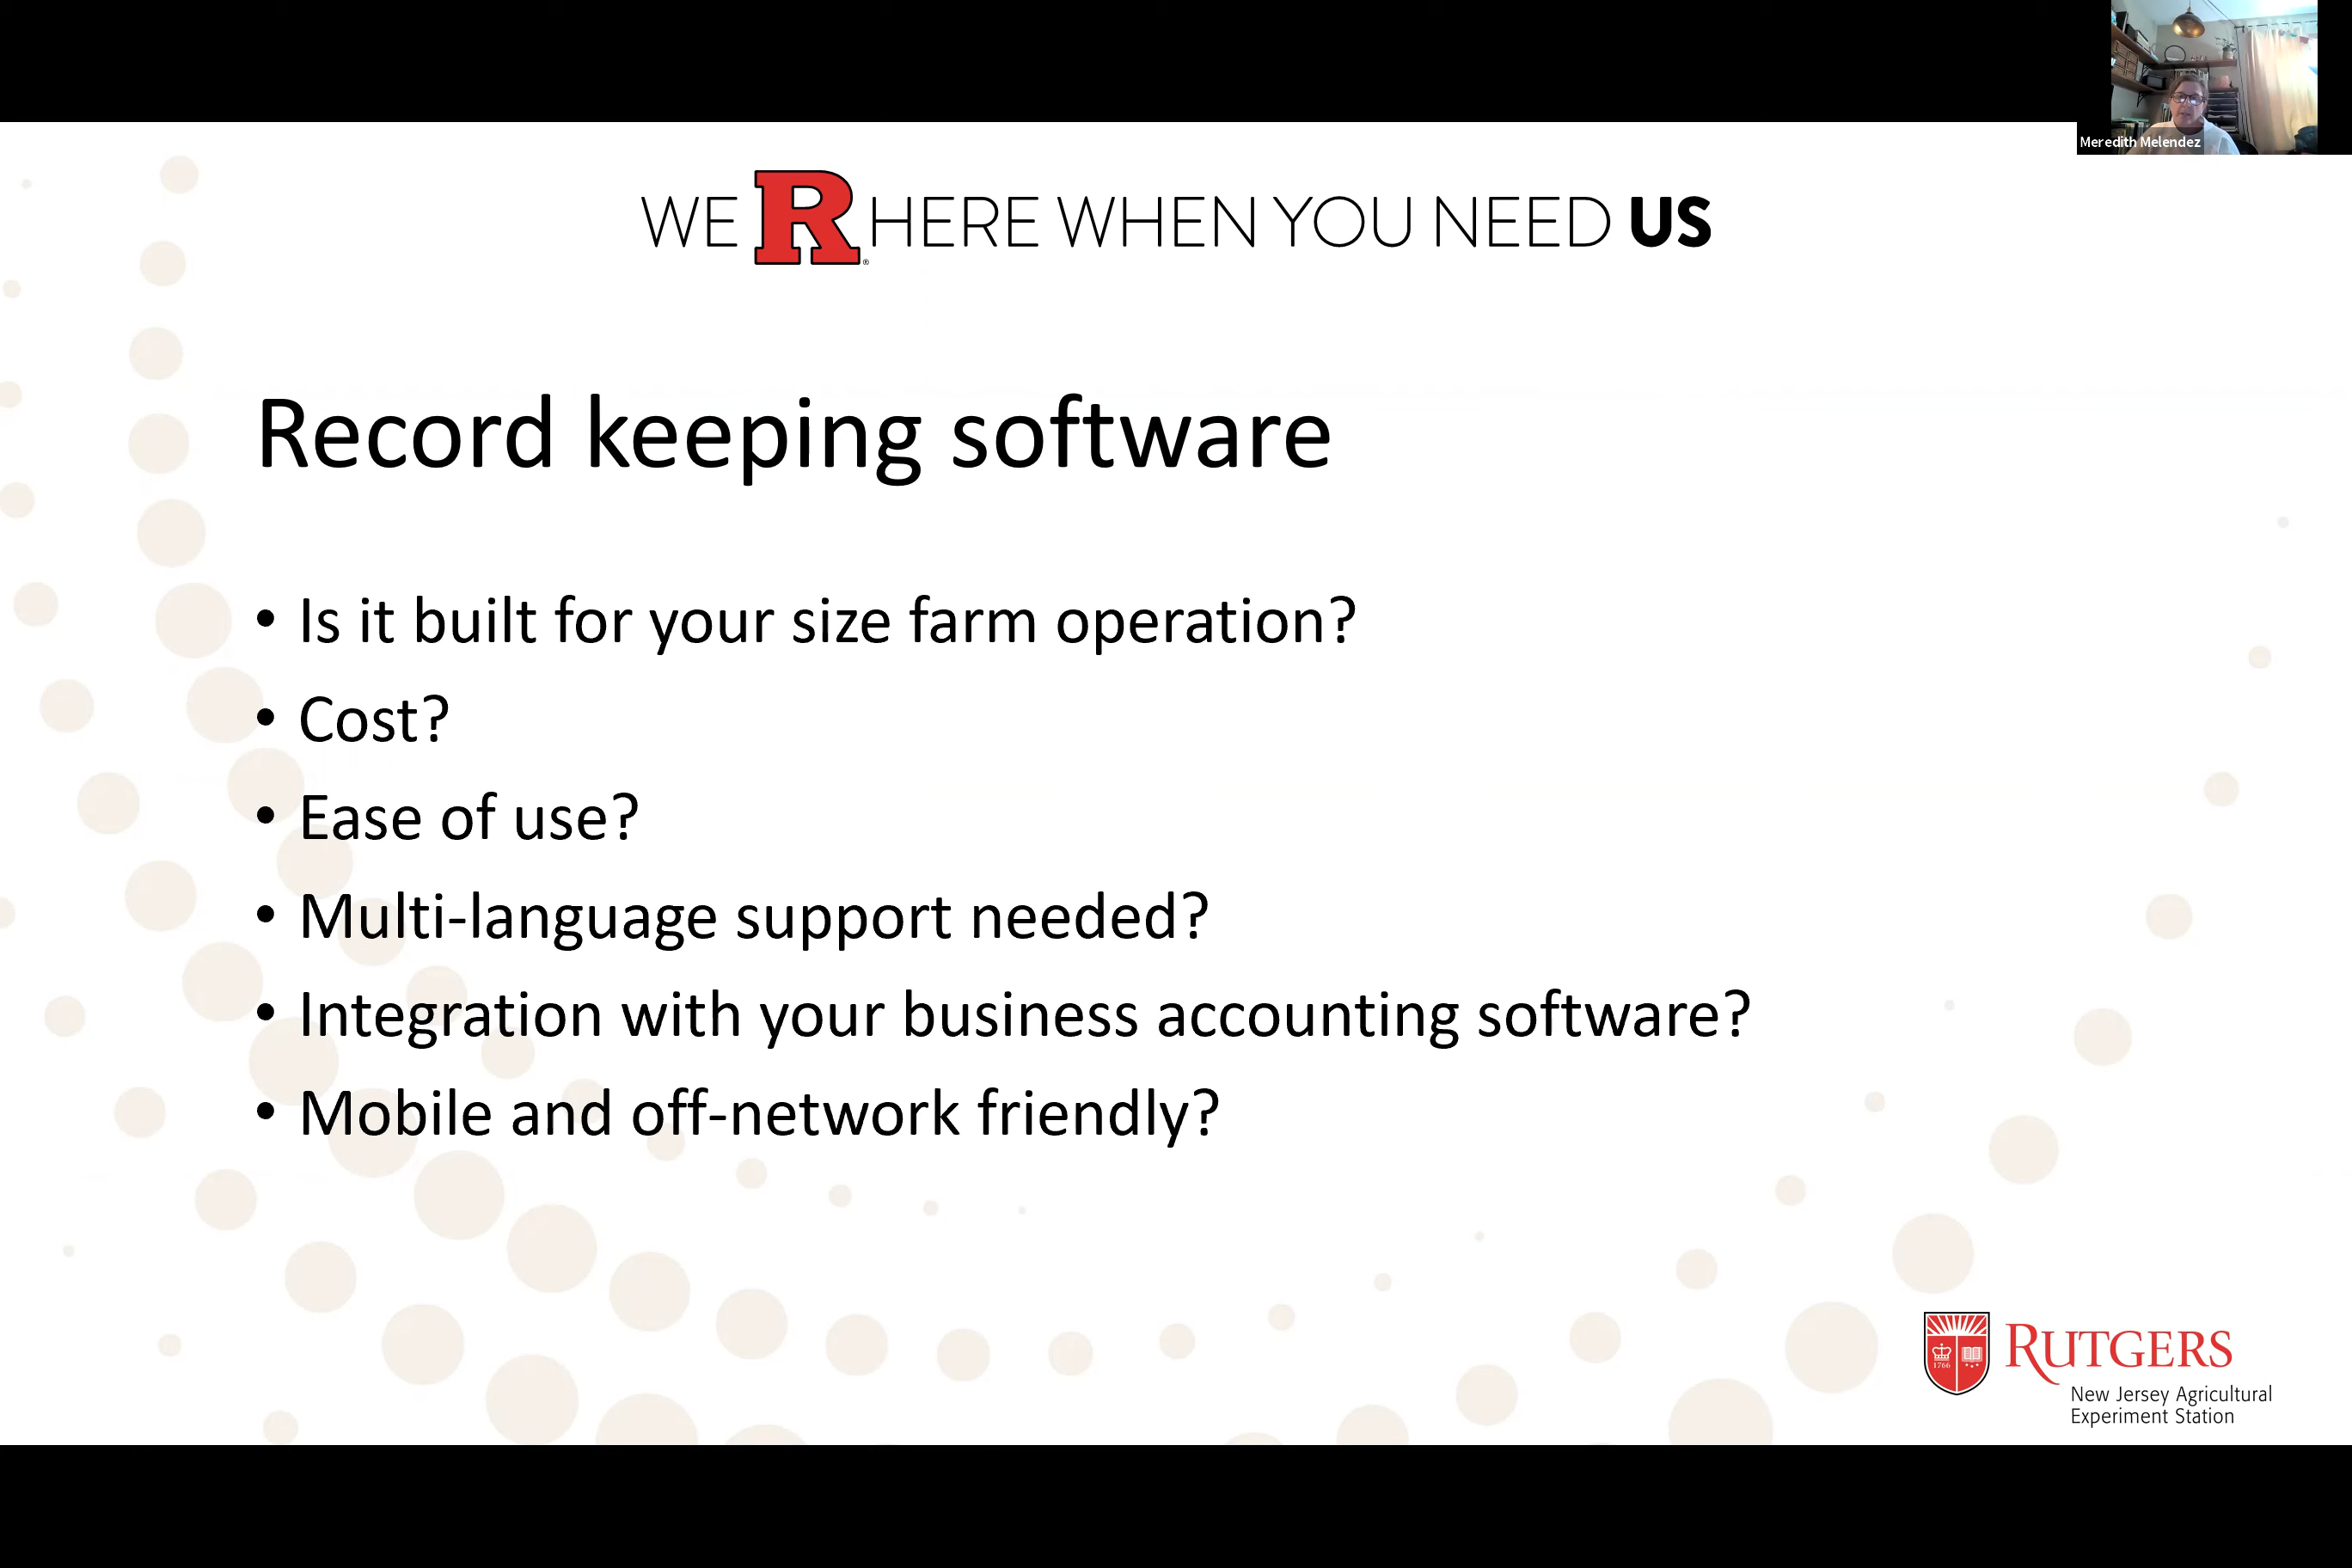 Meredith Melendez
WE R HERE WHEN YOU NEED US
®
Record keeping software
• Is it built for your size farm operation?
• Cost?
• Ease of use?
• Multi-language support needed?
• Integration with your business accounting software?
• Mobile and off-network friendly?
1766
RUTGERS
New Jersey Agricultural
Experiment Station